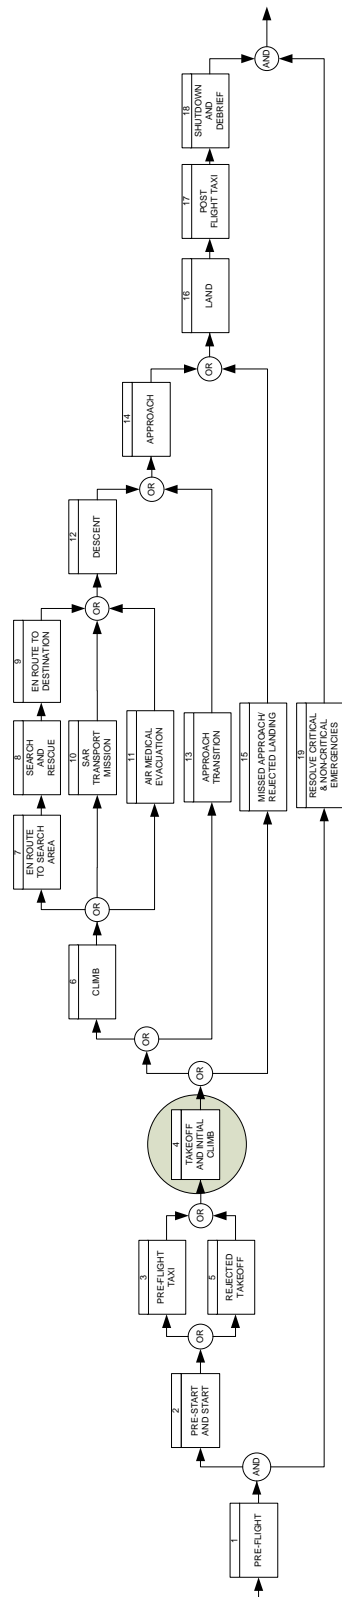 1
PRE-FLIGHT
AND
2
PRE-START
AND START
OR
3
PRE-FLIGHT
TAXI
5
REJECTED
TAKEOFF
OR
4
TAKEOFF
AND INITIAL
CLIMB
OR
OR
6
CLIMB
OR
7
EN ROUTE
TO SEARCH
AREA
8
SEARCH
AND
RESCUE
9
EN ROUTE TO
DESTINATION
10
SAR
TRANSPORT
MISSION
11
AIR MEDICAL
EVACUATION
OR
12
DESCENT
13
APPROACH
TRANSITION
OR
14
APPROACH
15
MISSED APPROACH/
REJECTED LANDING
OR
16
LAND
17
POST
FLIGHT TAXI
18
SHUTDOWN
AND
DEBRIEF
19
RESOLVE CRITICAL
& NON-CRITICAL
EMERGENCIES
AND